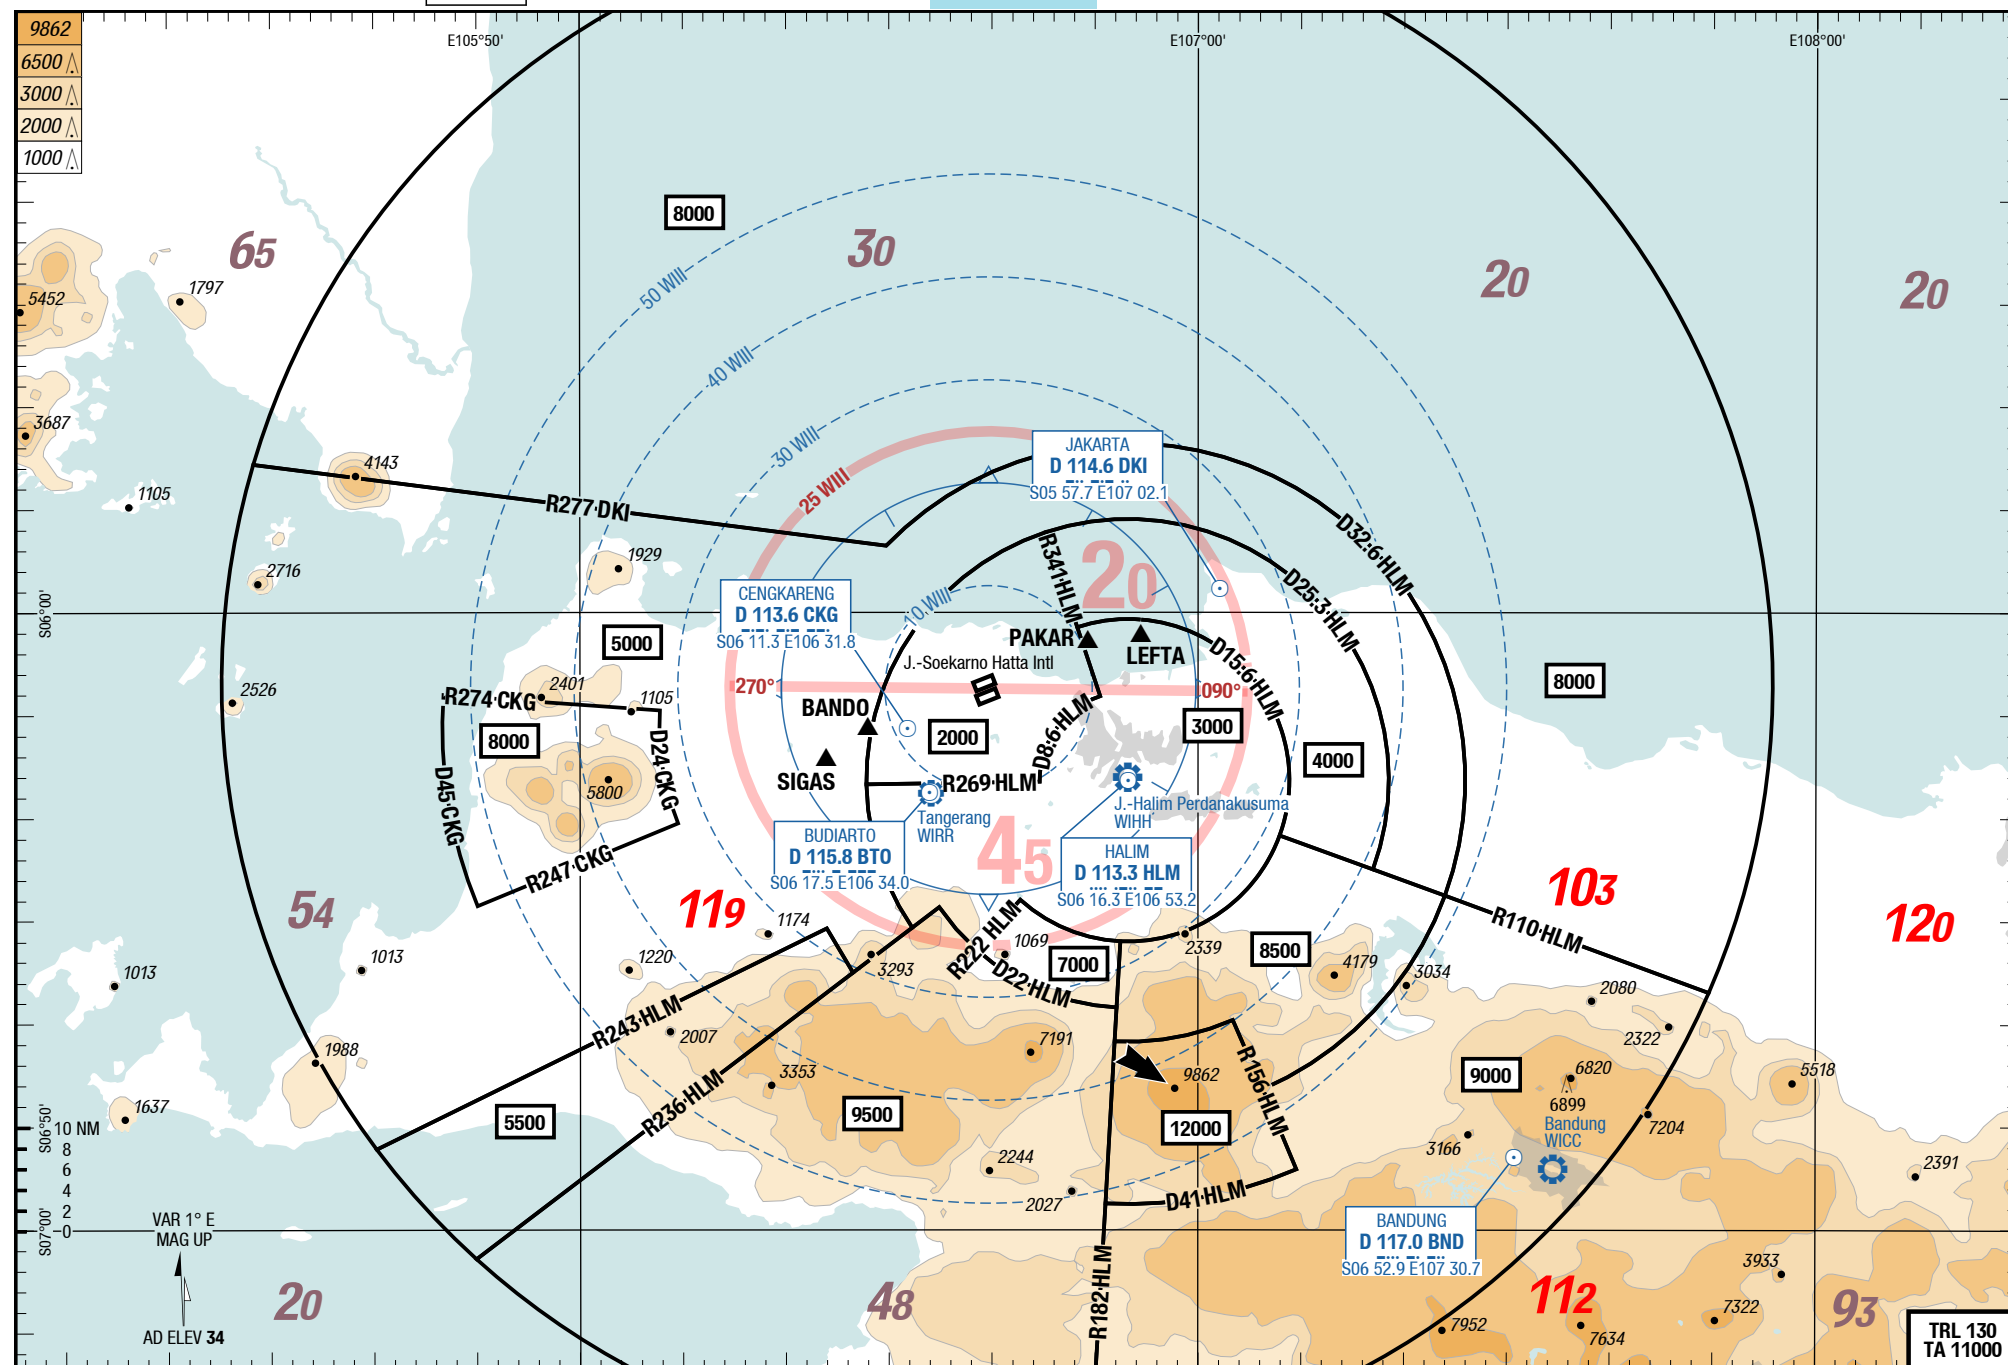 9862
6500
3000
2000
1000
E105°50'
E107°00'
E108°00'
8000
65
30
20
20
50 WIII
40 WIII
30 WIII
25 WIII
10 WIII
1797
5452
3687
4143
1105
2716
1929
2526
R277·DKI
JAKARTA
D 114.6 DKI
S05 57.7 E107 02.1
D32.6·HLM
D25.3·HLM
R341·HLM
20
CENGKARENG
D 113.6 CKG
S06 11.3 E106 31.8
S06°00'
5000
PAKAR
LEFTA
J.-Soekarno Hatta Intl
D15.6·HLM
270°
090°
8000
R274·CKG
2401
1105
8000
BANDO
SIGAS
2000
D8.6·HLM
3000
4000
D24·CKG
D45·CKG
5800
R269·HLM
Tangerang
WIRR
J.-Halim Perdanakusuma
WIHH
BUDIARTO
D 115.8 BTO
S06 17.5 E106 34.0
45
HALIM
D 113.3 HLM
S06 16.3 E106 53.2
R247·CKG
54
119
103
120
1174
1220
1013
1013
3293
R222 HLM
1069
D22·HLM
7000
2339
8500
4179
3034
R110·HLM
2080
2322
R243·HLM
2007
7191
3353
1988
1637
9862
R156·HLM
9000
6820
6899
Bandung
WICC
5518
7204
3166
R236·HLM
5500
9500
12000
2244
2027
D41·HLM
2391
S06°50'
10 NM
8
6
4
2
0
S07°00'
VAR 1° E
MAG UP
AD ELEV 34
BANDUNG
D 117.0 BND
S06 52.9 E107 30.7
R182·HLM
20
48
112
93
3933
7952
7634
7322
TRL 130
TA 11000